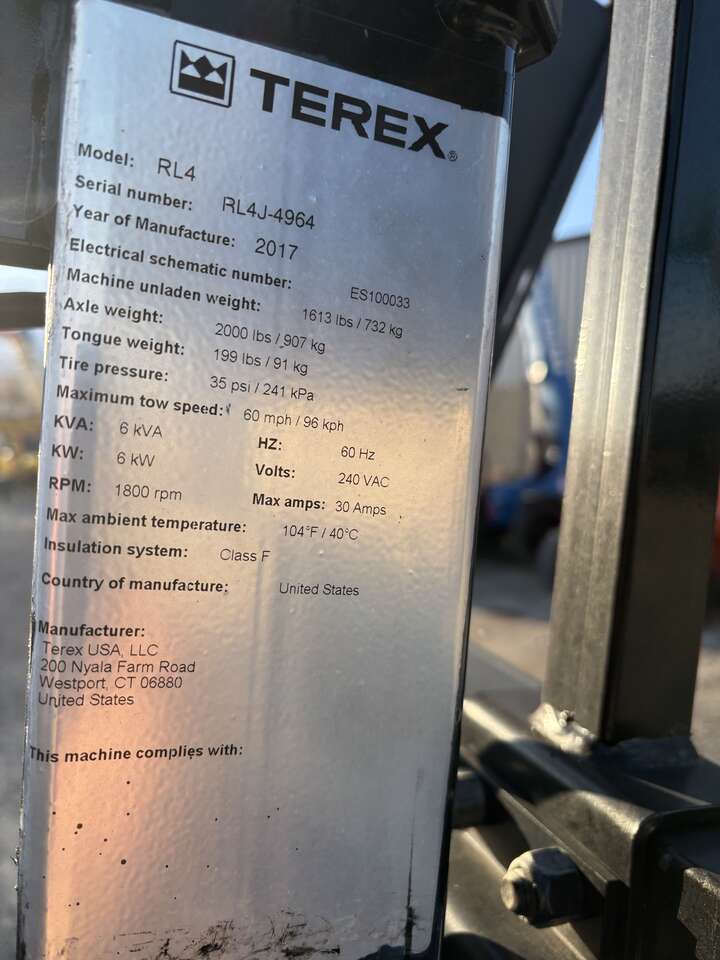 TEREX®
Model: RL4
Serial number: RL4J-4964
Year of Manufacture: 2017
Electrical schematic number: ES100033
Machine unladen weight: 1613 lbs / 732 kg
Axle weight: 2000 lbs / 907 kg
Tongue weight: 199 lbs / 91 kg
Tire pressure: 35 psi / 241 kPa
Maximum tow speed: 60 mph / 96 kph
KVA: 6 kVA HZ: 60 Hz
KW: 6 kW Volts: 240 VAC
RPM: 1800 rpm Max amps: 30 Amps
Max ambient temperature: 104°F / 40°C
Insulation system: Class F
Country of manufacture: United States
Manufacturer:
Terex USA, LLC
200 Nyala Farm Road
Westport, CT 06880
United States
This machine complies with: